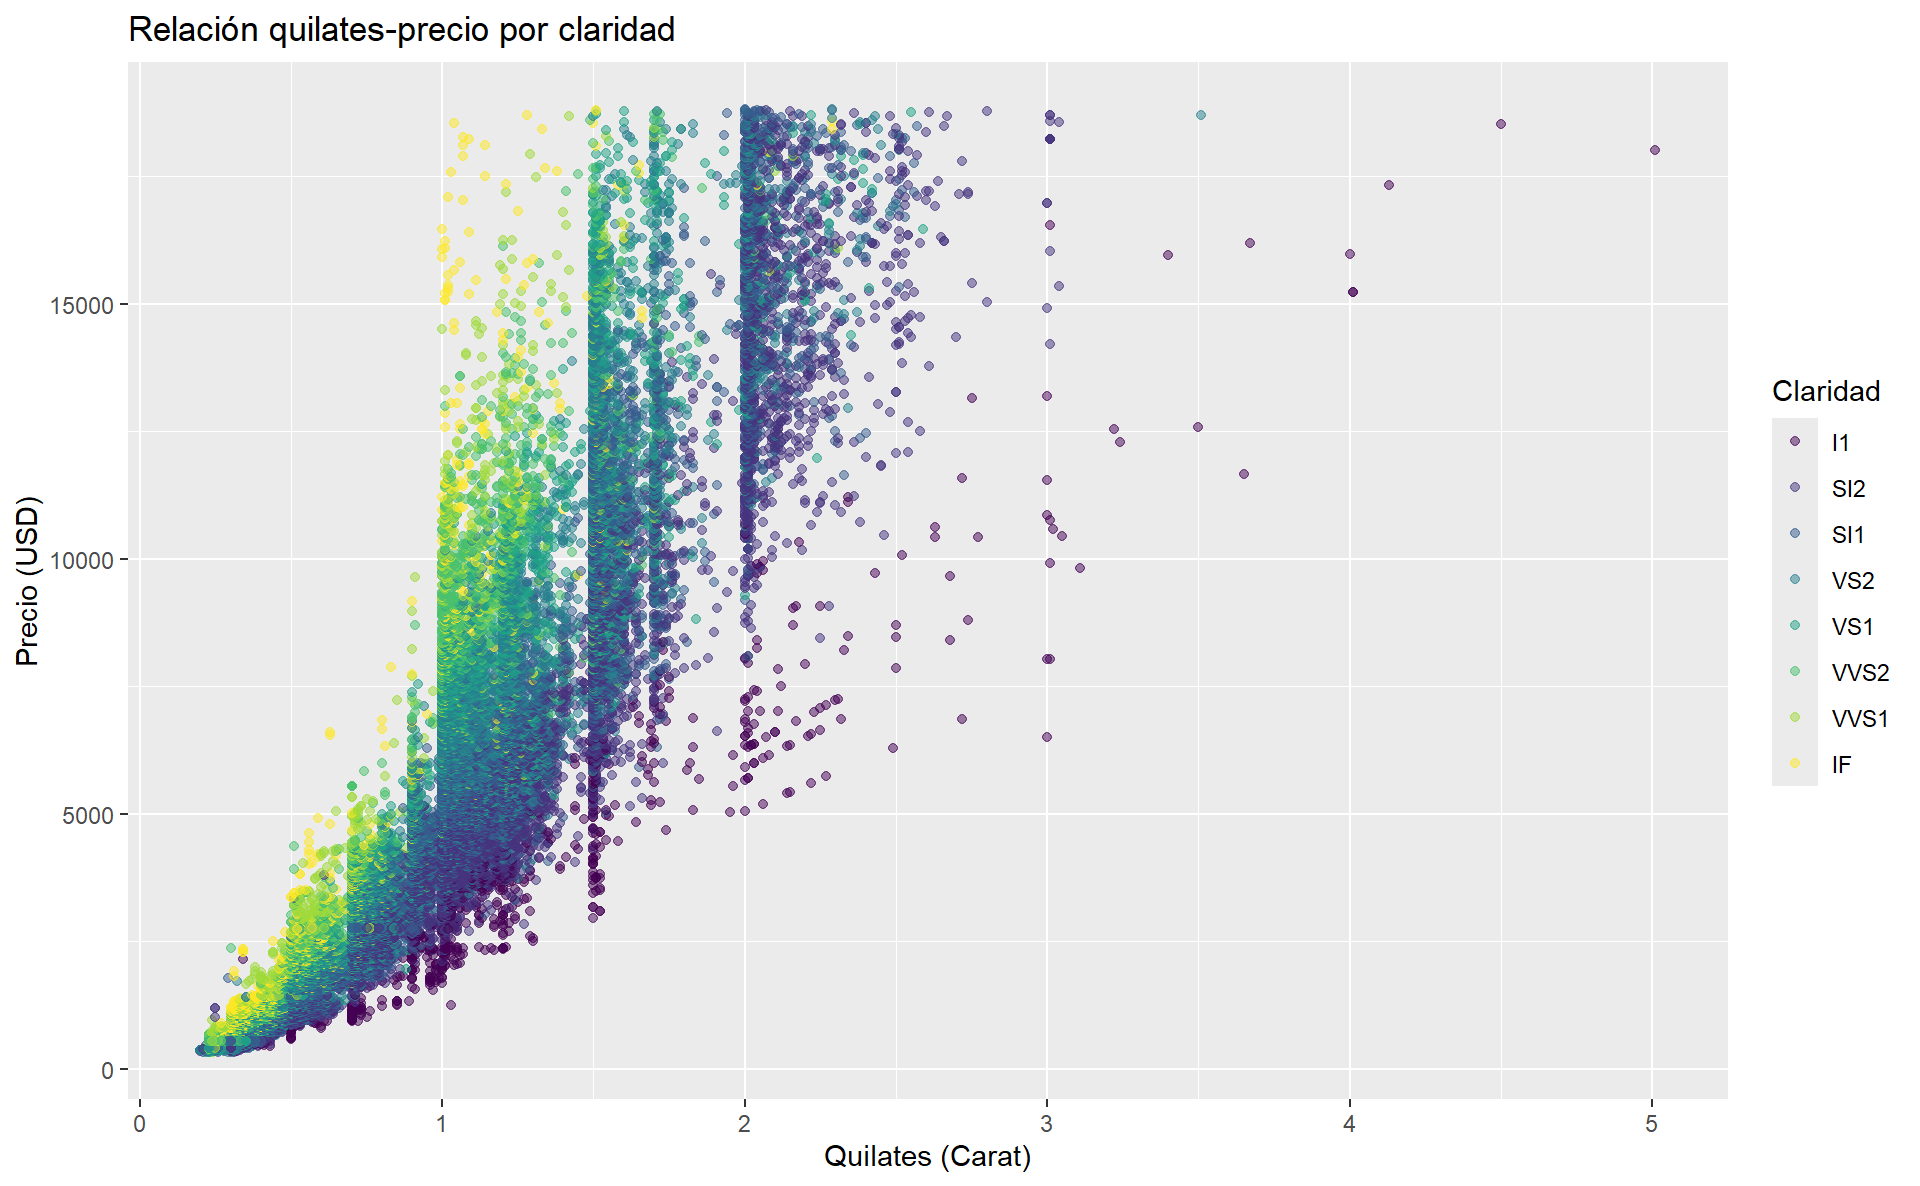 Relación quilates-precio por claridad
Precio (USD)
15000
10000
5000
0
0 1 2 3 4 5
Quilates (Carat)
Claridad
I1
SI2
SI1
VS2
VS1
VVS2
VVS1
IF